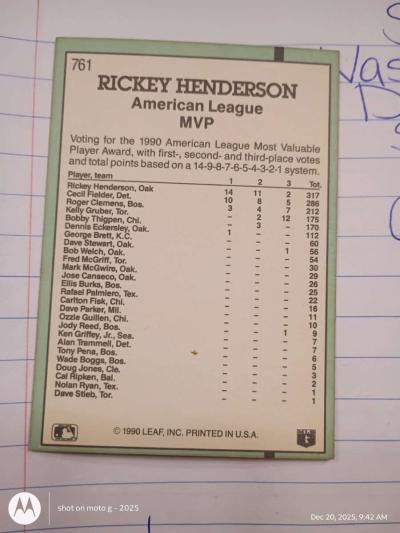 761
RICKEY HENDERSON
American League
MVP
Voting for the 1990 American League Most Valuable
Player Award, with first-, second- and third-place votes
and total points based on a 14-9-8-7-6-5-4-3-2-1 system.
Player, team 1 2 3 Tot.
Rickey Henderson, Oak 14 11 2 317
Cecil Fielder, Det. 10 8 5 286
Roger Clemens, Bos. 3 4 7 212
Kelly Gruber, Tor. – 2 12 175
Bobby Thigpen, Chi. – 3 – 170
Dennis Eckersley, Oak. 1 – – 112
George Brett, K.C. – – – 60
Dave Stewart, Oak. – – 1 56
Bob Welch, Oak. – – – 54
Fred McGriff, Tor. – – – 30
Mark McGwire, Oak. – – – 29
Jose Canseco, Oak. – – – 26
Ellis Burks, Bos. – – – 25
Rafael Palmiero, Tex. – – – 22
Carlton Fisk, Chi. – – – 16
Dave Parker, Mil. – – – 11
Ozzie Guillen, Chi. – – – 10
Jody Reed, Bos. – – 1 9
Ken Griffey, Jr., Sea. – – – 7
Alan Trammell, Det. – – – 7
Tony Pena, Bos. – – – 6
Wade Boggs, Bos. – – – 5
Doug Jones, Cle. – – – 3
Cal Ripken, Bal. – – – 2
Nolan Ryan, Tex. – – – 1
Dave Stieb, Tor. – – – 1
© 1990 LEAF, INC. PRINTED IN U.S.A.
shot on moto g - 2025
Dec 20, 2025, 9:42 AM